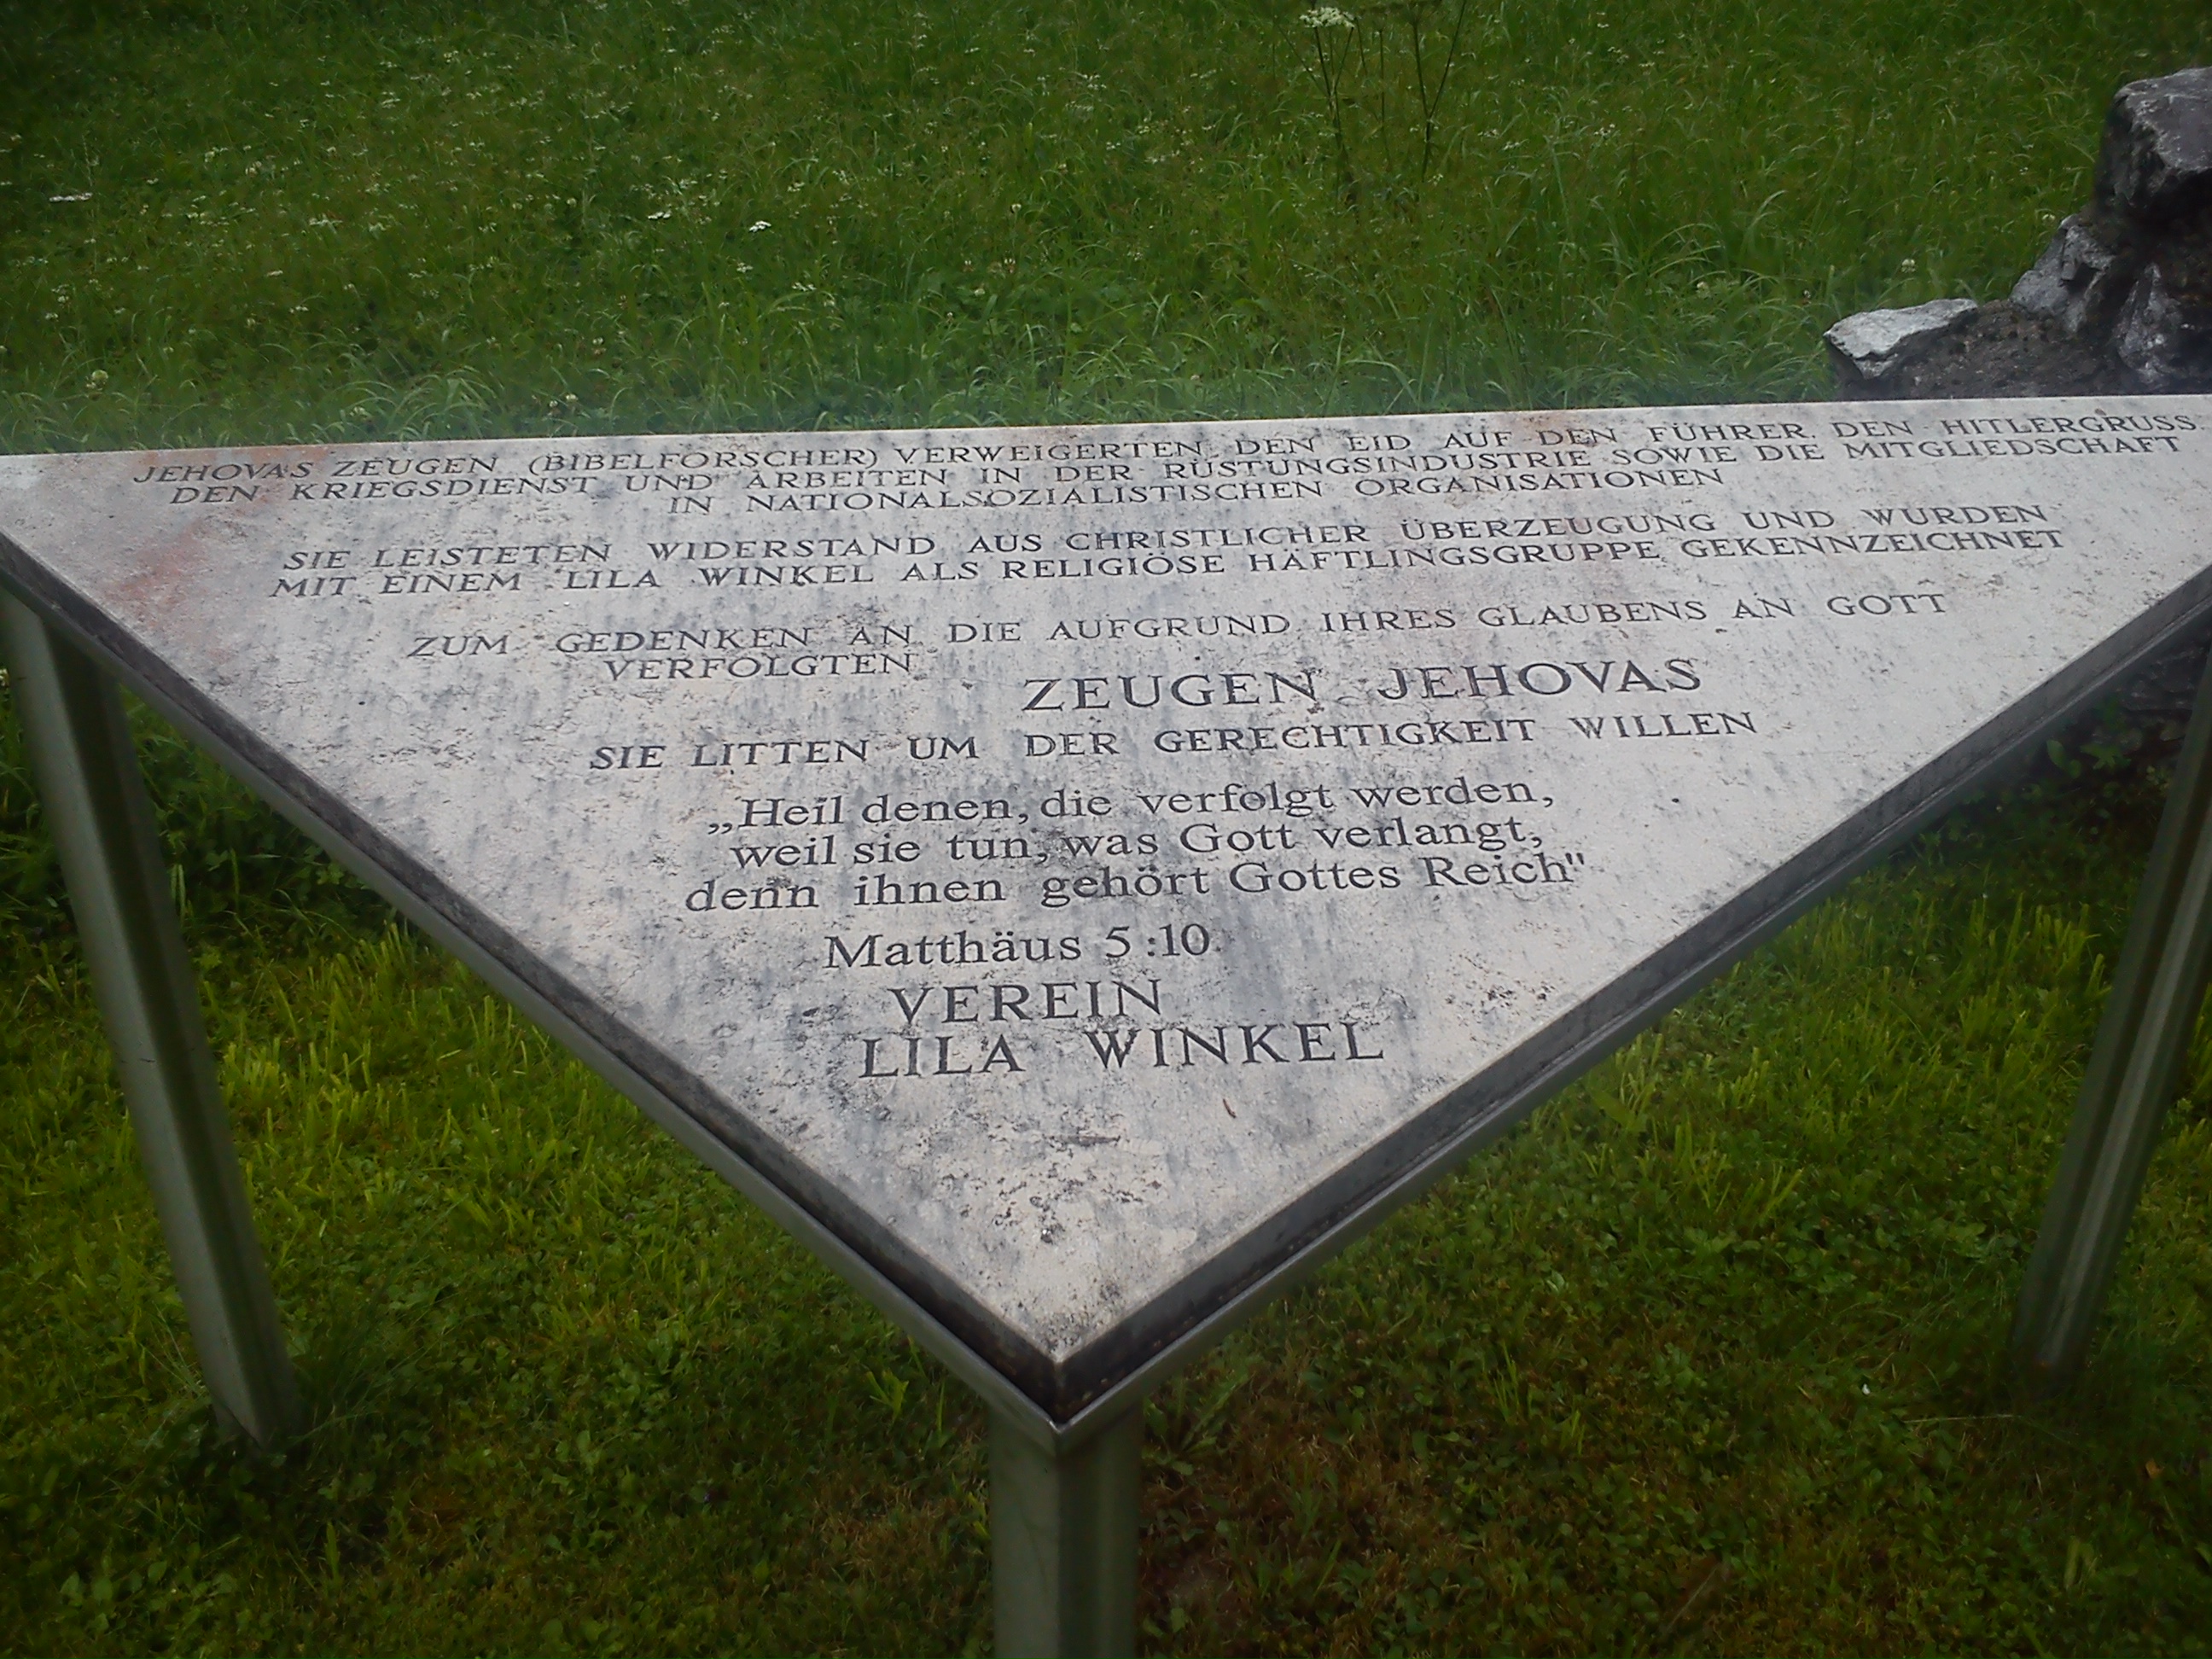 JEHOVAS ZEUGEN (BIBELFORSCHER) VERWEIGERTEN DEN EID AUF DEN FÜHRER, DEN HITLERGRUSS,
DEN KRIEGSDIENST UND ARBEITEN IN DER RÜSTUNGSINDUSTRIE SOWIE DIE MITGLIEDSCHAFT
IN NATIONALSOZIALISTISCHEN ORGANISATIONEN
SIE LEISTETEN WIDERSTAND AUS CHRISTLICHER ÜBERZEUGUNG UND WURDEN
MIT EINEM LILA WINKEL ALS RELIGIÖSE HÄFTLINGSGRUPPE GEKENNZEICHNET
ZUM GEDENKEN AN DIE AUFGRUND IHRES GLAUBENS AN GOTT
VERFOLGTEN
ZEUGEN JEHOVAS
SIE LITTEN UM DER GERECHTIGKEIT WILLEN
„Heil denen, die verfolgt werden,
weil sie tun, was Gott verlangt,
denn ihnen gehört Gottes Reich"
Matthäus 5:10
VEREIN
LILA WINKEL